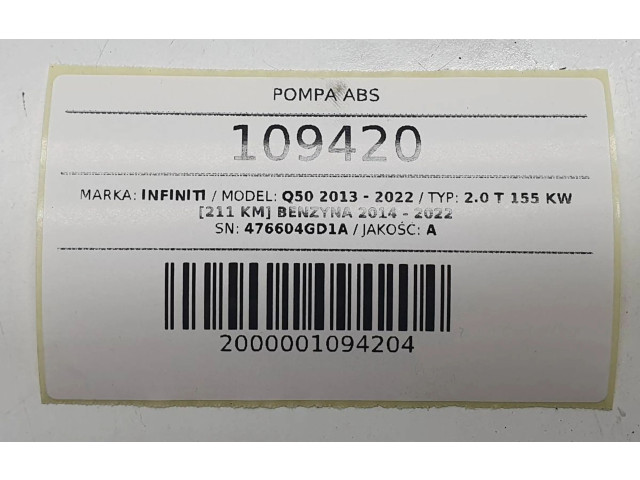 POMPA ABS
109420
MARKA: INFINITI / MODEL: Q50 2013 - 2022 / TYP: 2.0 T 155 KW
[211 KM] BENZYNA 2014 - 2022
SN: 476604GD1A / JAKOŚĆ: A
2000001094204